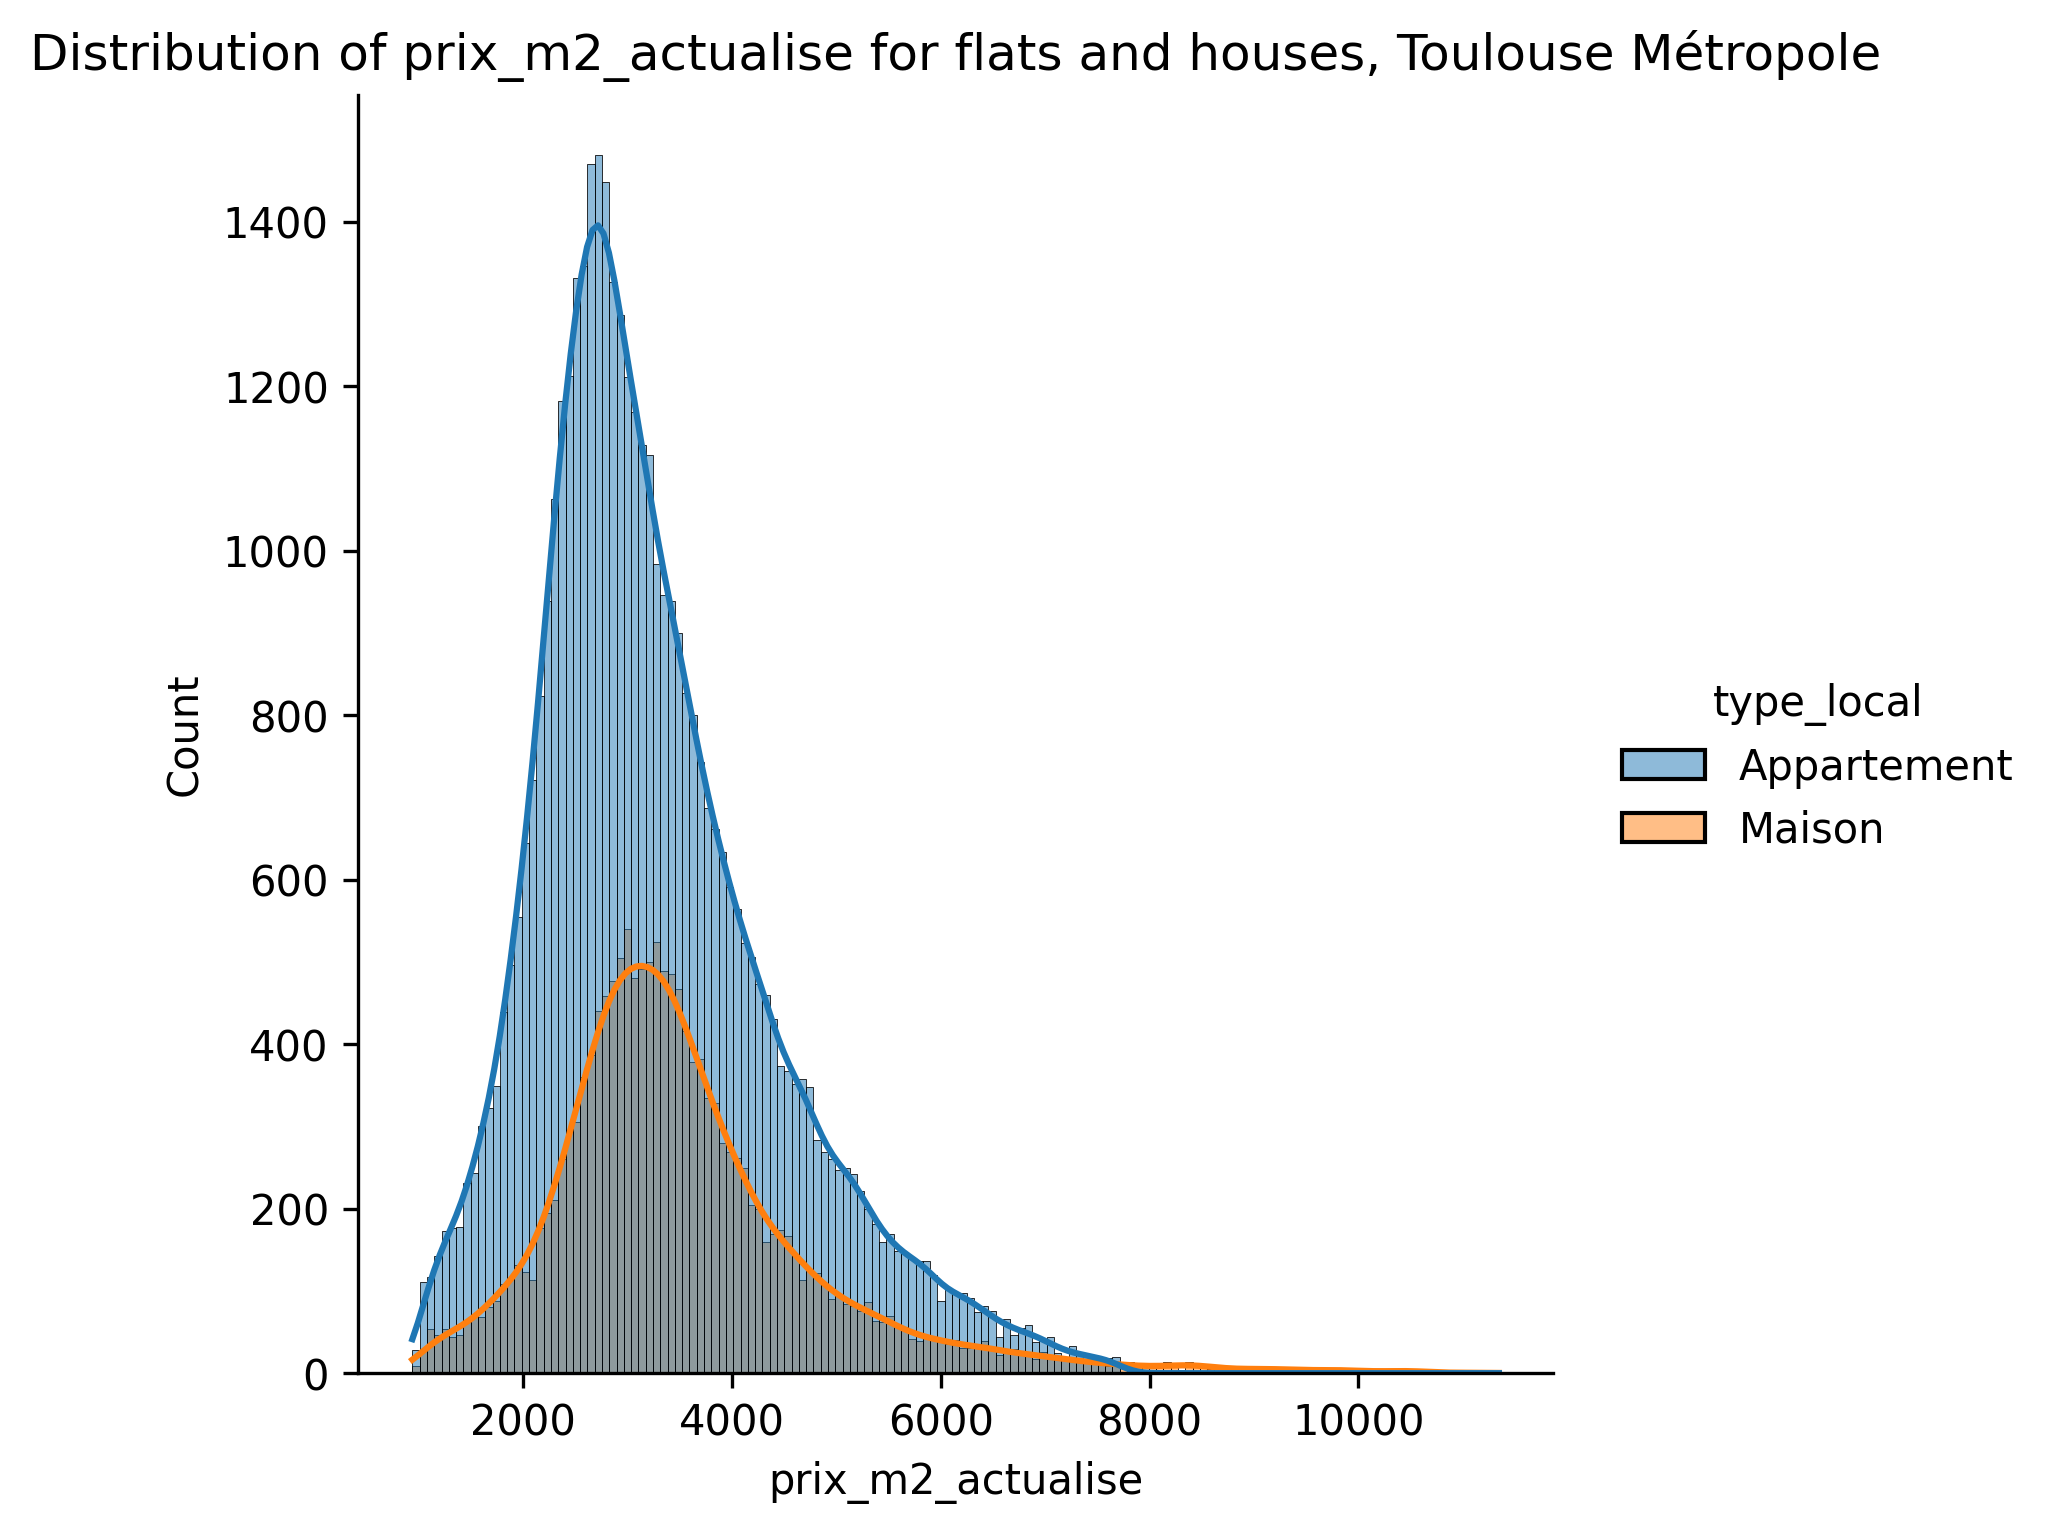 Distribution of prix_m2_actualise for flats and houses, Toulouse Métropole
1400
1200
1000
800
600
400
200
0
Count
2000 4000 6000 8000 10000
prix_m2_actualise
type_local
Appartement
Maison